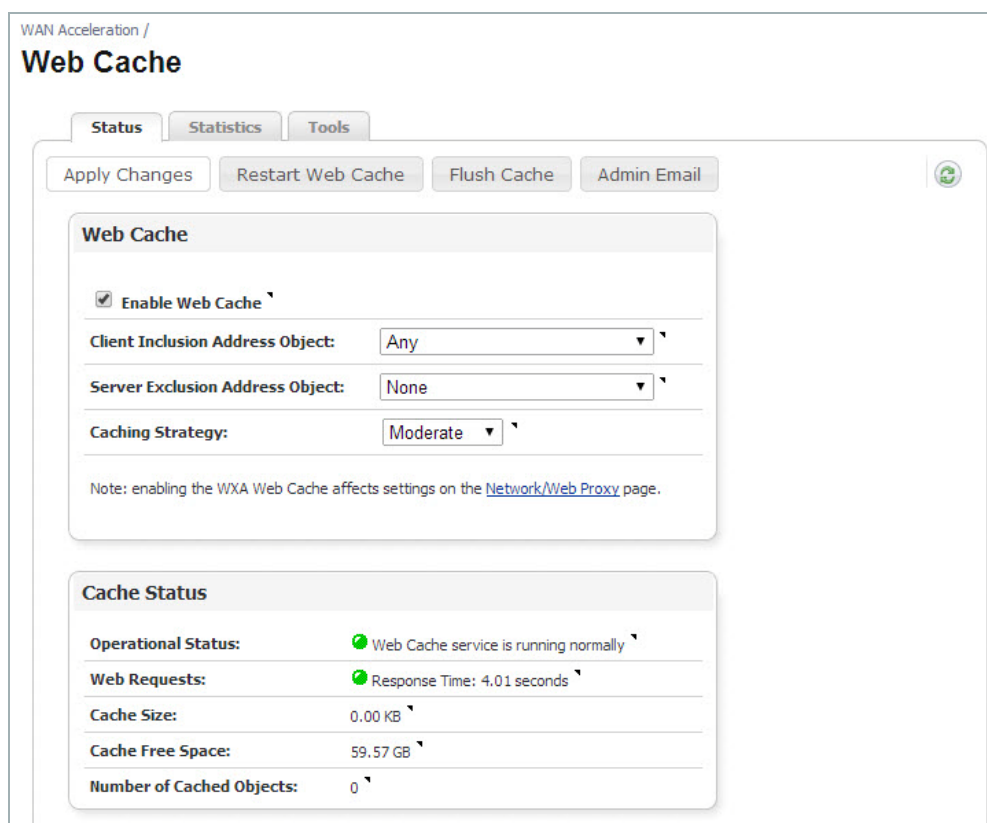 WAN Acceleration /
Web Cache
Status Statistics Tools
Apply Changes Restart Web Cache Flush Cache Admin Email
Web Cache
Enable Web Cache
Client Inclusion Address Object: Any
Server Exclusion Address Object: None
Caching Strategy: Moderate
Note: enabling the WXA Web Cache affects settings on the Network/Web Proxy page.
Cache Status
Operational Status: Web Cache service is running normally
Web Requests: Response Time: 4.01 seconds
Cache Size: 0.00 KB
Cache Free Space: 59.57 GB
Number of Cached Objects: 0